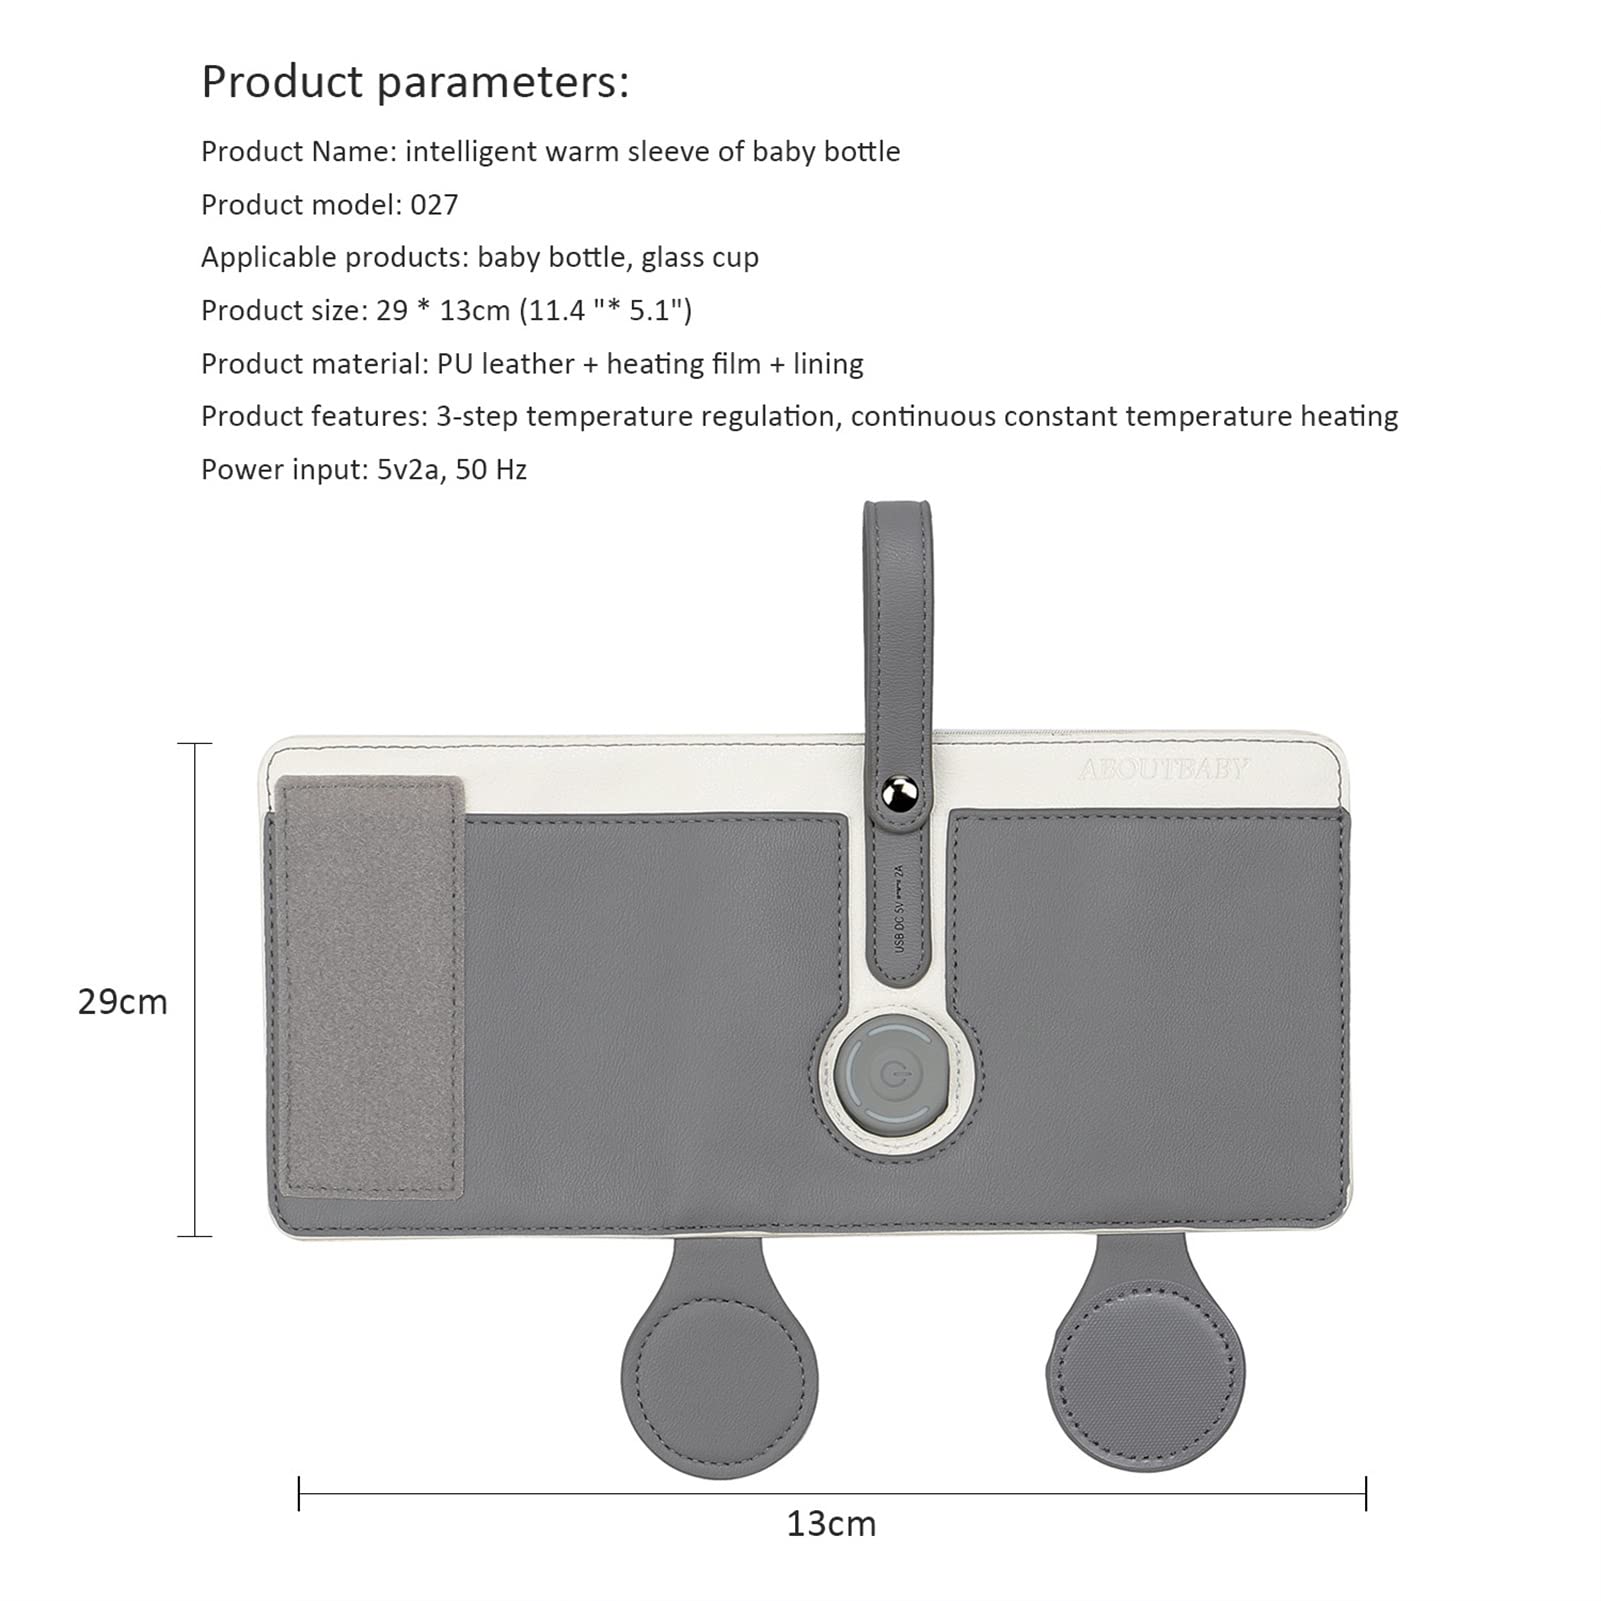 Product parameters:
Product Name: intelligent warm sleeve of baby bottle
Product model: 027
Applicable products: baby bottle, glass cup
Product size: 29 * 13cm (11.4 "* 5.1")
Product material: PU leather + heating film + lining
Product features: 3-step temperature regulation, continuous constant temperature heating
Power input: 5v2a, 50 Hz
ABOUTBABY
USB DC 5V⎓2A
29cm
13cm